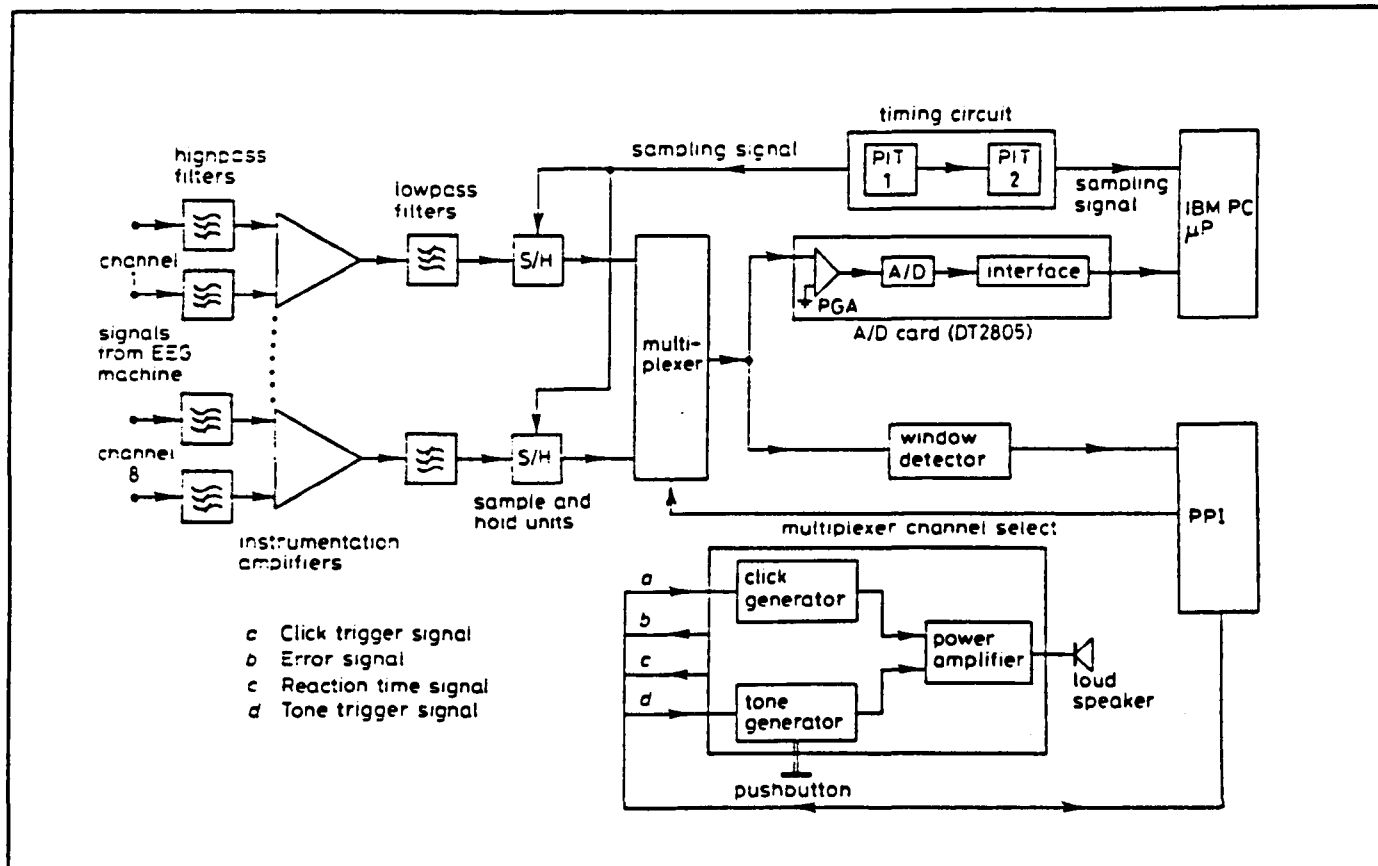 timing circuit
PIT
1
PIT
2
sampling signal
sampling
signal
IBM PC
μP
highpass
filters
lowpass
filters
S/H
channel
signals
from EEG
machine
multi-
plexer
PGA
A/D
interface
A/D card (DT2805)
channel
8
S/H
sample and
hold units
instrumentation
amplifiers
window
detector
PPI
multiplexer channel select
a
b
c
d
click
generator
tone
generator
power
amplifier
loud
speaker
pushbutton
c Click trigger signal
b Error signal
c Reaction time signal
d Tone trigger signal